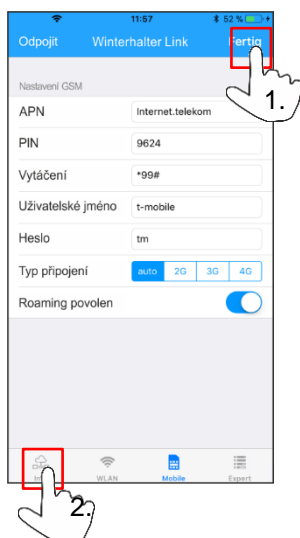 11:57 52 %
Odpojit Winterhalter Link Fertig
1.
Nastavení GSM
APN Internet.telekom
PIN 9624
Vytáčení *99#
Uživatelské jméno t-mobile
Heslo tm
Typ připojení auto 2G 3G 4G
Roaming povolen
WLAN Mobile Expert
2.